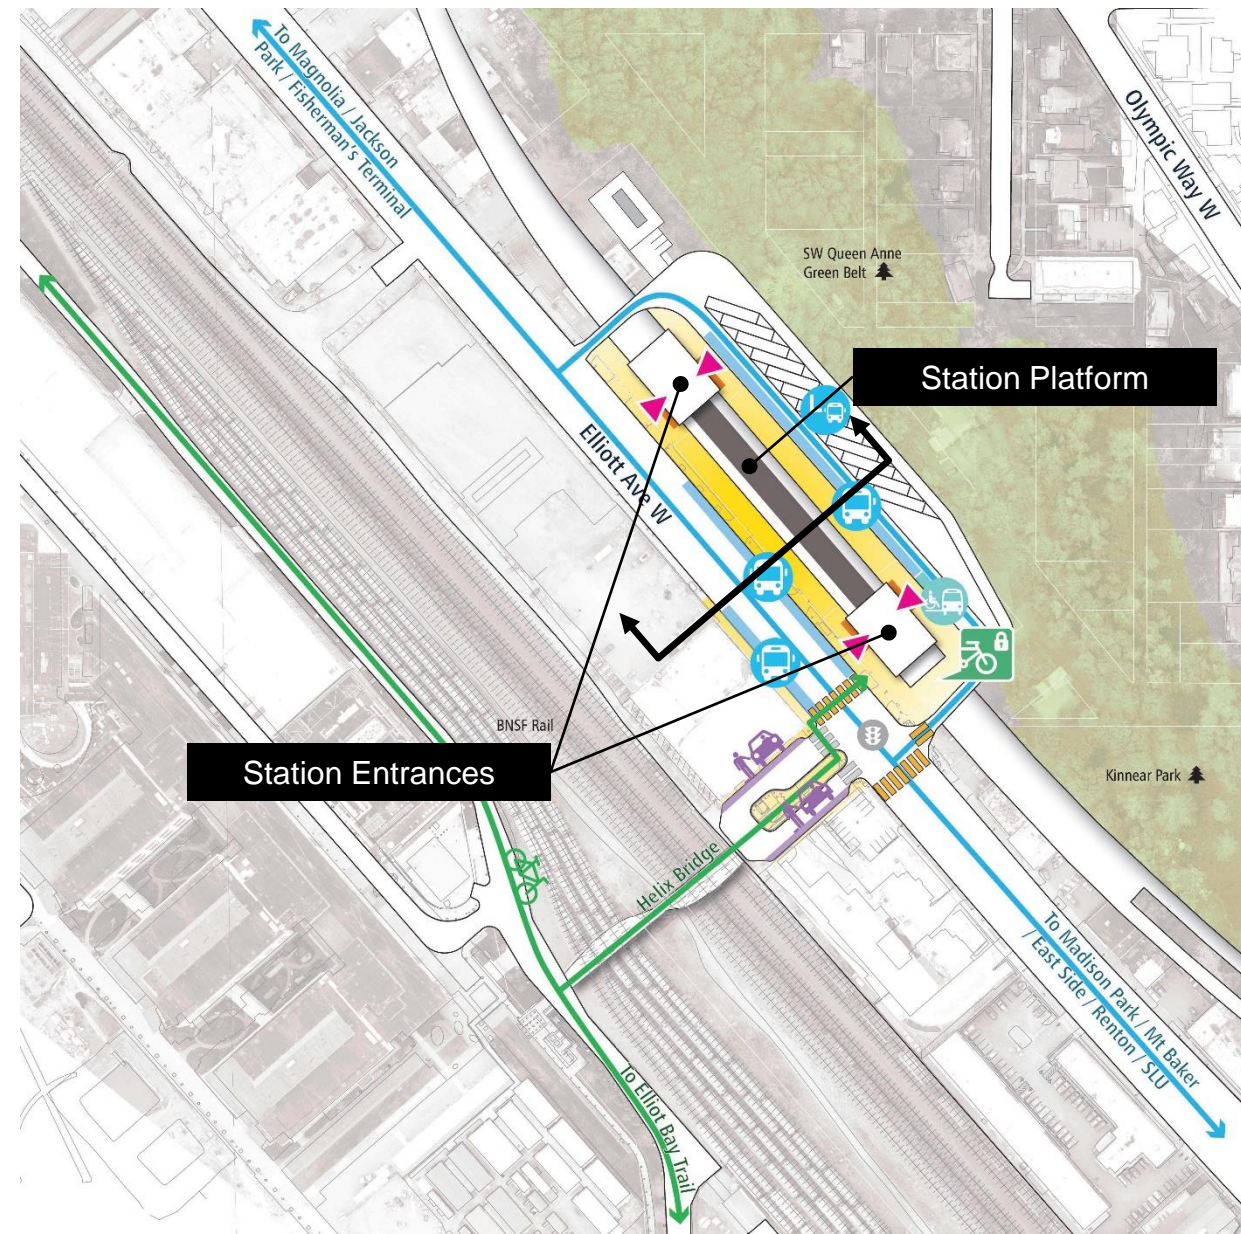 To Magnolia / Jackson
Park / Fisherman's Terminal
Olympic Way W
SW Queen Anne
Green Belt
Station Platform
Elliott Ave W
BNSF Rail
Station Entrances
Kinnear Park
Helix Bridge
To Madison Park / Mt Baker
/ East Side / Renton / SLU
To Elliot Bay Trail